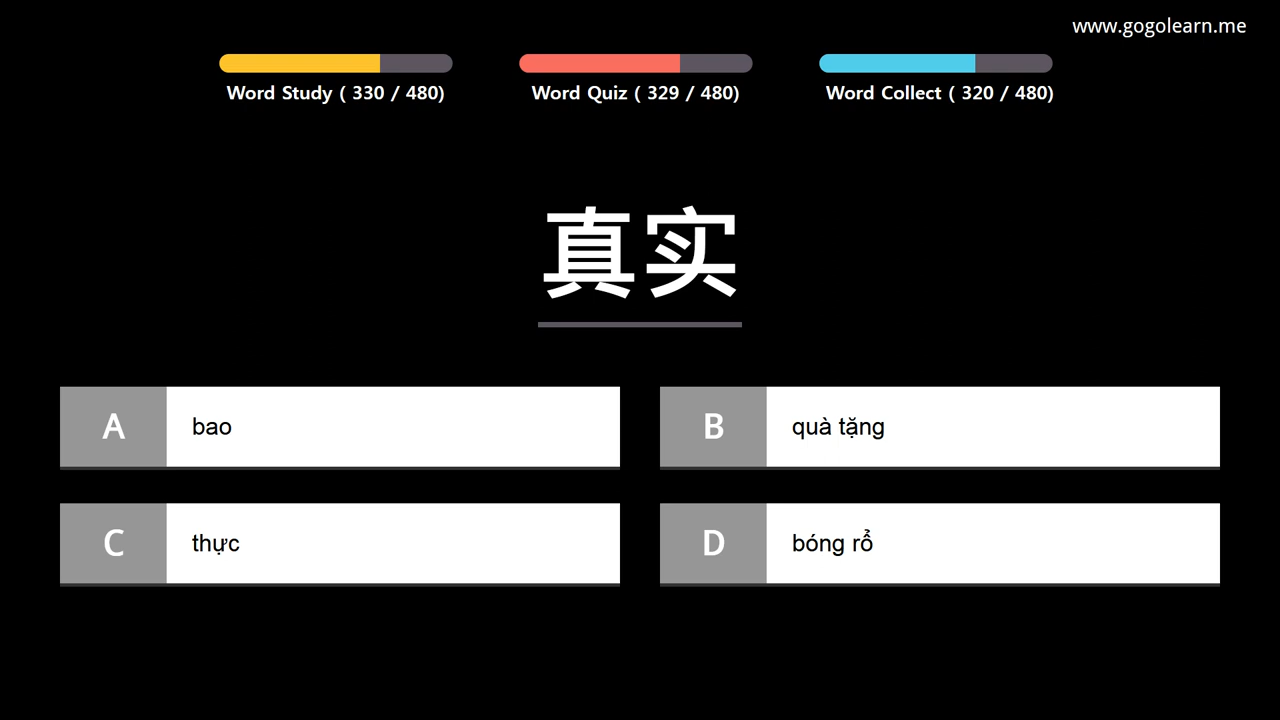 www.gogolearn.me
Word Study ( 330 / 480)
Word Quiz ( 329 / 480)
Word Collect ( 320 / 480)
真实
A bao
B quà tặng
C thực
D bóng rổ